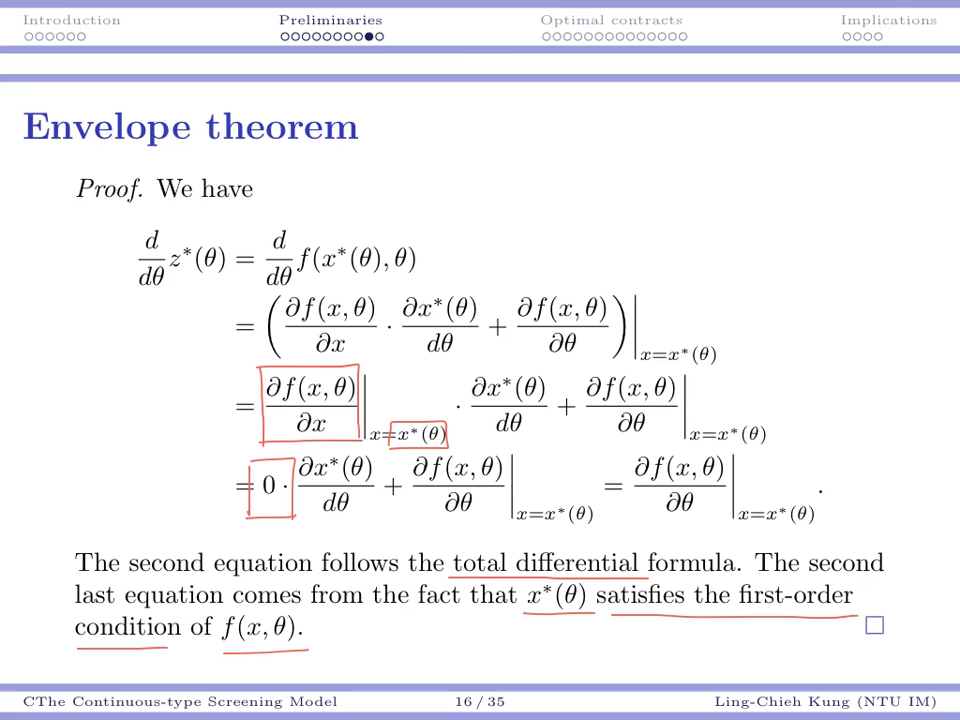 Introduction Preliminaries Optimal contracts Implications
Envelope theorem
Proof. We have
d/dθ z*(θ) = d/dθ f(x*(θ), θ)
= (∂f(x, θ)/∂x · ∂x*(θ)/dθ + ∂f(x, θ)/∂θ)|x=x*(θ)
= ∂f(x, θ)/∂x|x=x*(θ) · ∂x*(θ)/dθ + ∂f(x, θ)/∂θ|x=x*(θ)
= 0 · ∂x*(θ)/dθ + ∂f(x, θ)/∂θ|x=x*(θ) = ∂f(x, θ)/∂θ|x=x*(θ).
The second equation follows the total differential formula. The second
last equation comes from the fact that x*(θ) satisfies the first-order
condition of f(x, θ).
CThe Continuous-type Screening Model 16 / 35 Ling-Chieh Kung (NTU IM)